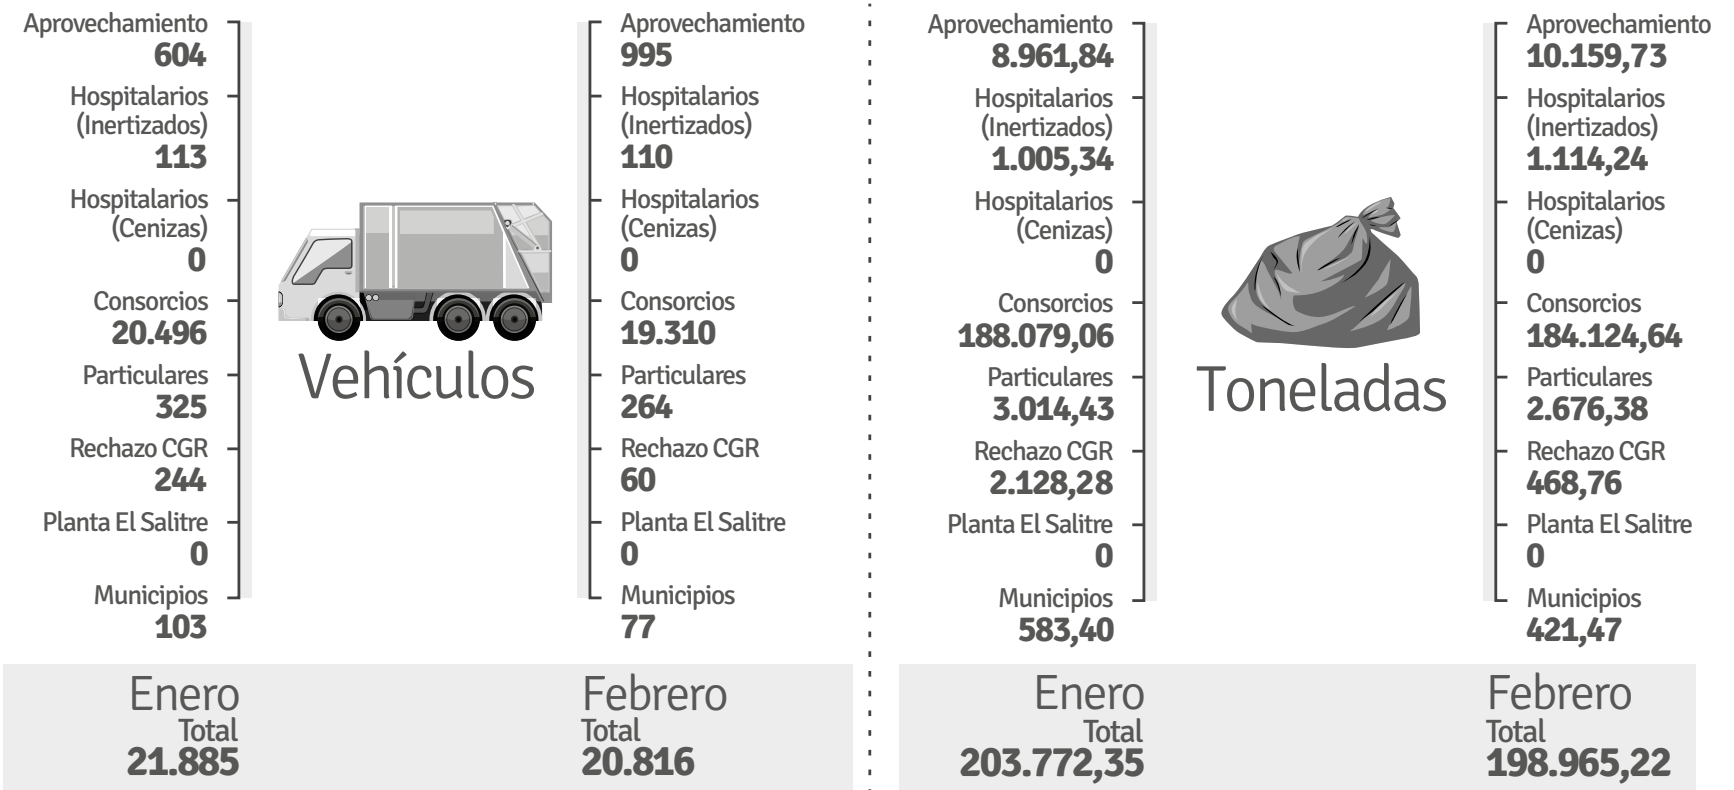 Aprovechamiento
604
Hospitalarios
(Inertizados)
113
Hospitalarios
(Cenizas)
0
Consorcios
20.496
Particulares
325
Rechazo CGR
244
Planta El Salitre
0
Municipios
103
Vehículos
Aprovechamiento
995
Hospitalarios
(Inertizados)
110
Hospitalarios
(Cenizas)
0
Consorcios
19.310
Particulares
264
Rechazo CGR
60
Planta El Salitre
0
Municipios
77
Enero
Total
21.885
Febrero
Total
20.816
Aprovechamiento
8.961,84
Hospitalarios
(Inertizados)
1.005,34
Hospitalarios
(Cenizas)
0
Consorcios
188.079,06
Particulares
3.014,43
Rechazo CGR
2.128,28
Planta El Salitre
0
Municipios
583,40
Toneladas
Aprovechamiento
10.159,73
Hospitalarios
(Inertizados)
1.114,24
Hospitalarios
(Cenizas)
0
Consorcios
184.124,64
Particulares
2.676,38
Rechazo CGR
468,76
Planta El Salitre
0
Municipios
421,47
Enero
Total
203.772,35
Febrero
Total
198.965,22